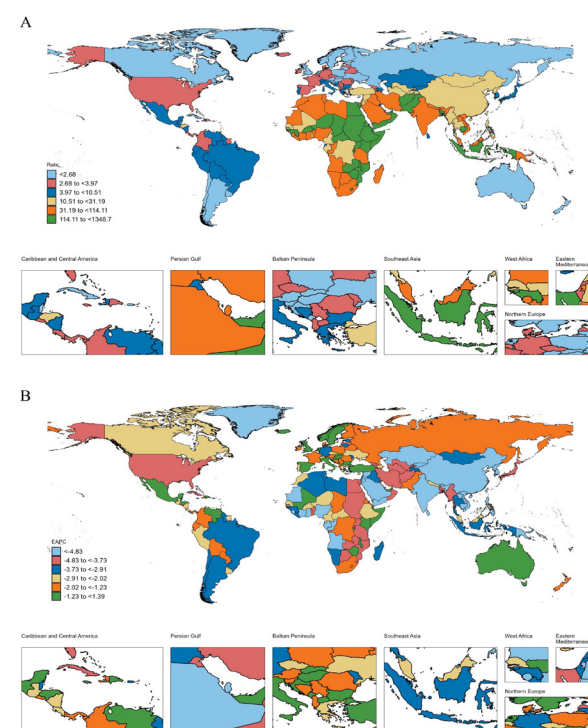 A
Rate
<2.68
2.68 to <3.97
3.97 to <10.51
10.51 to <31.19
31.19 to <114.11
114.11 to <1348.7
Caribbean and Central America
Persian Gulf
Balkan Peninsula
Southeast Asia
West Africa
Eastern
Mediterranean
Northern Europe
B
EAPC
<-4.83
-4.83 to <-3.73
-3.73 to <-2.91
-2.91 to <-2.02
-2.02 to <-1.23
-1.23 to <1.39
Caribbean and Central America
Persian Gulf
Balkan Peninsula
Southeast Asia
West Africa
Eastern
Mediterranean
Northern Europe